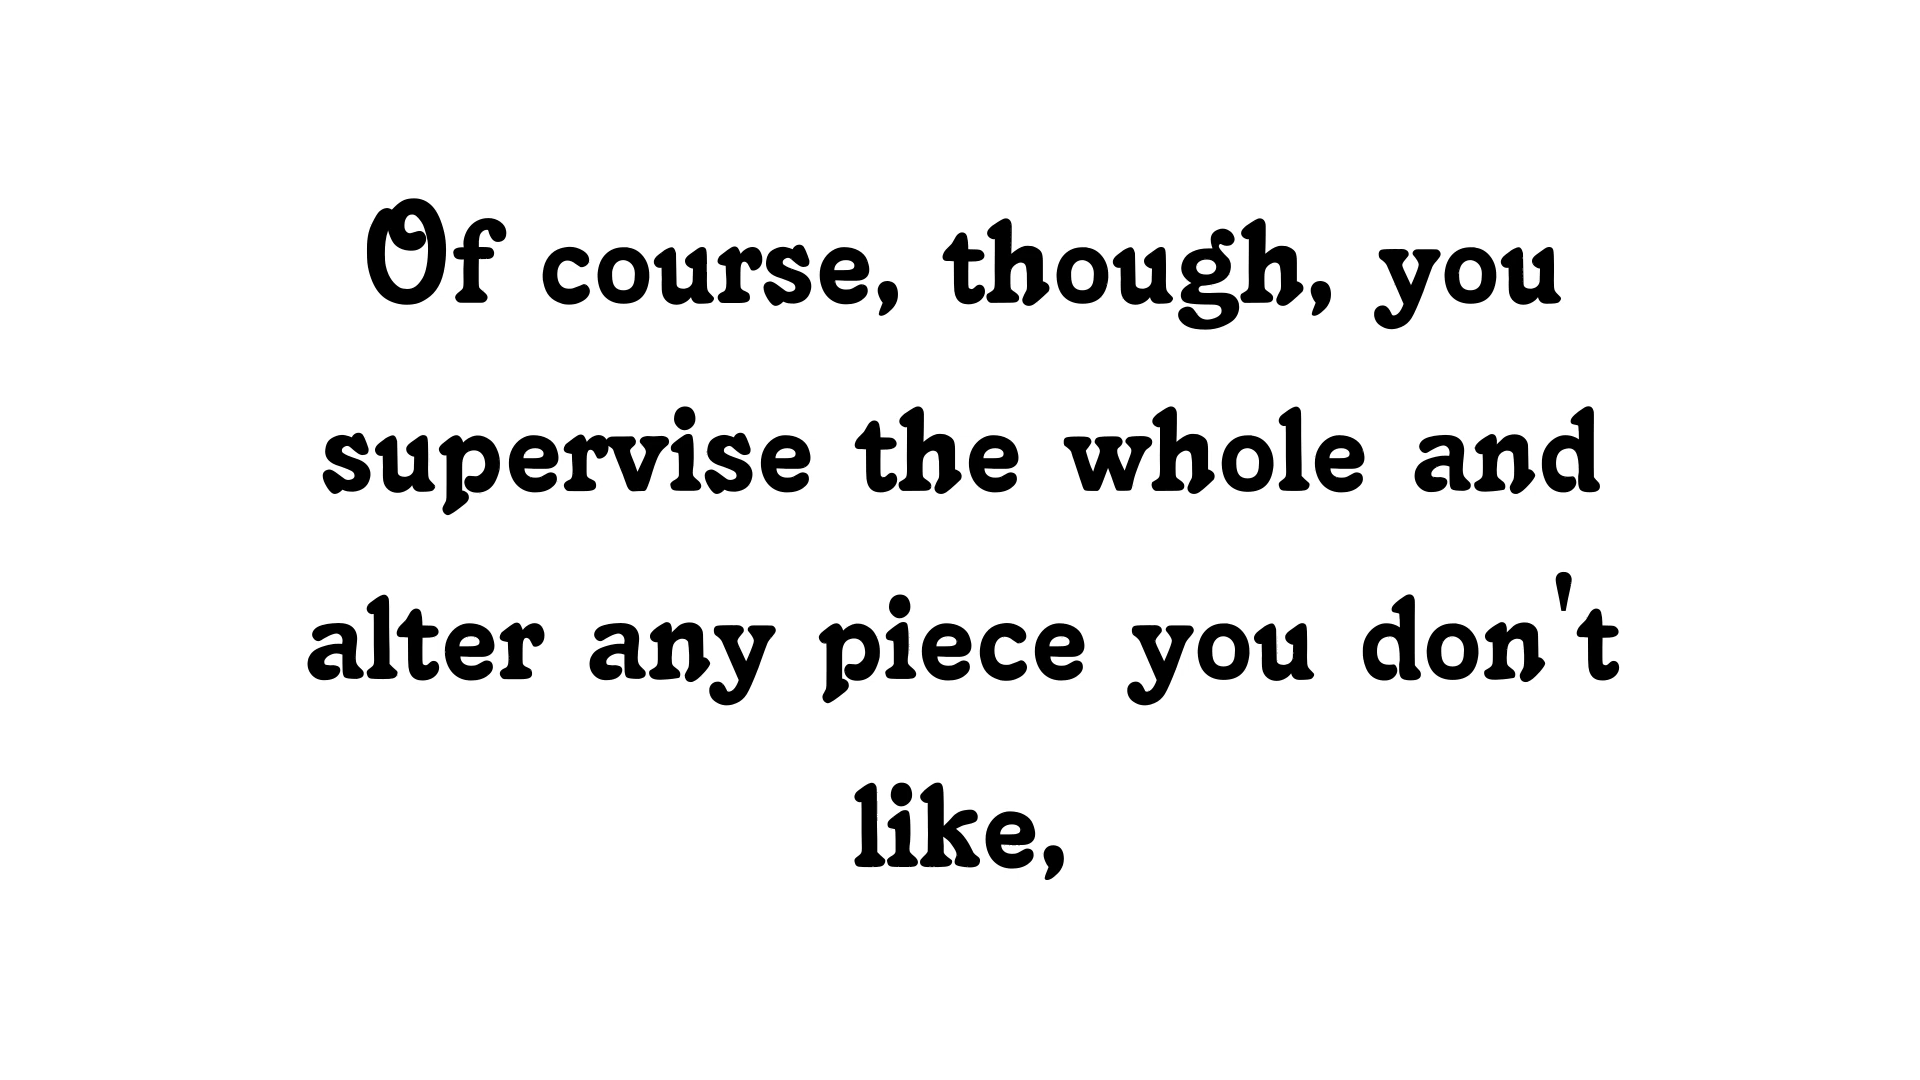 Of course, though, you
supervise the whole and
alter any piece you don't
like,